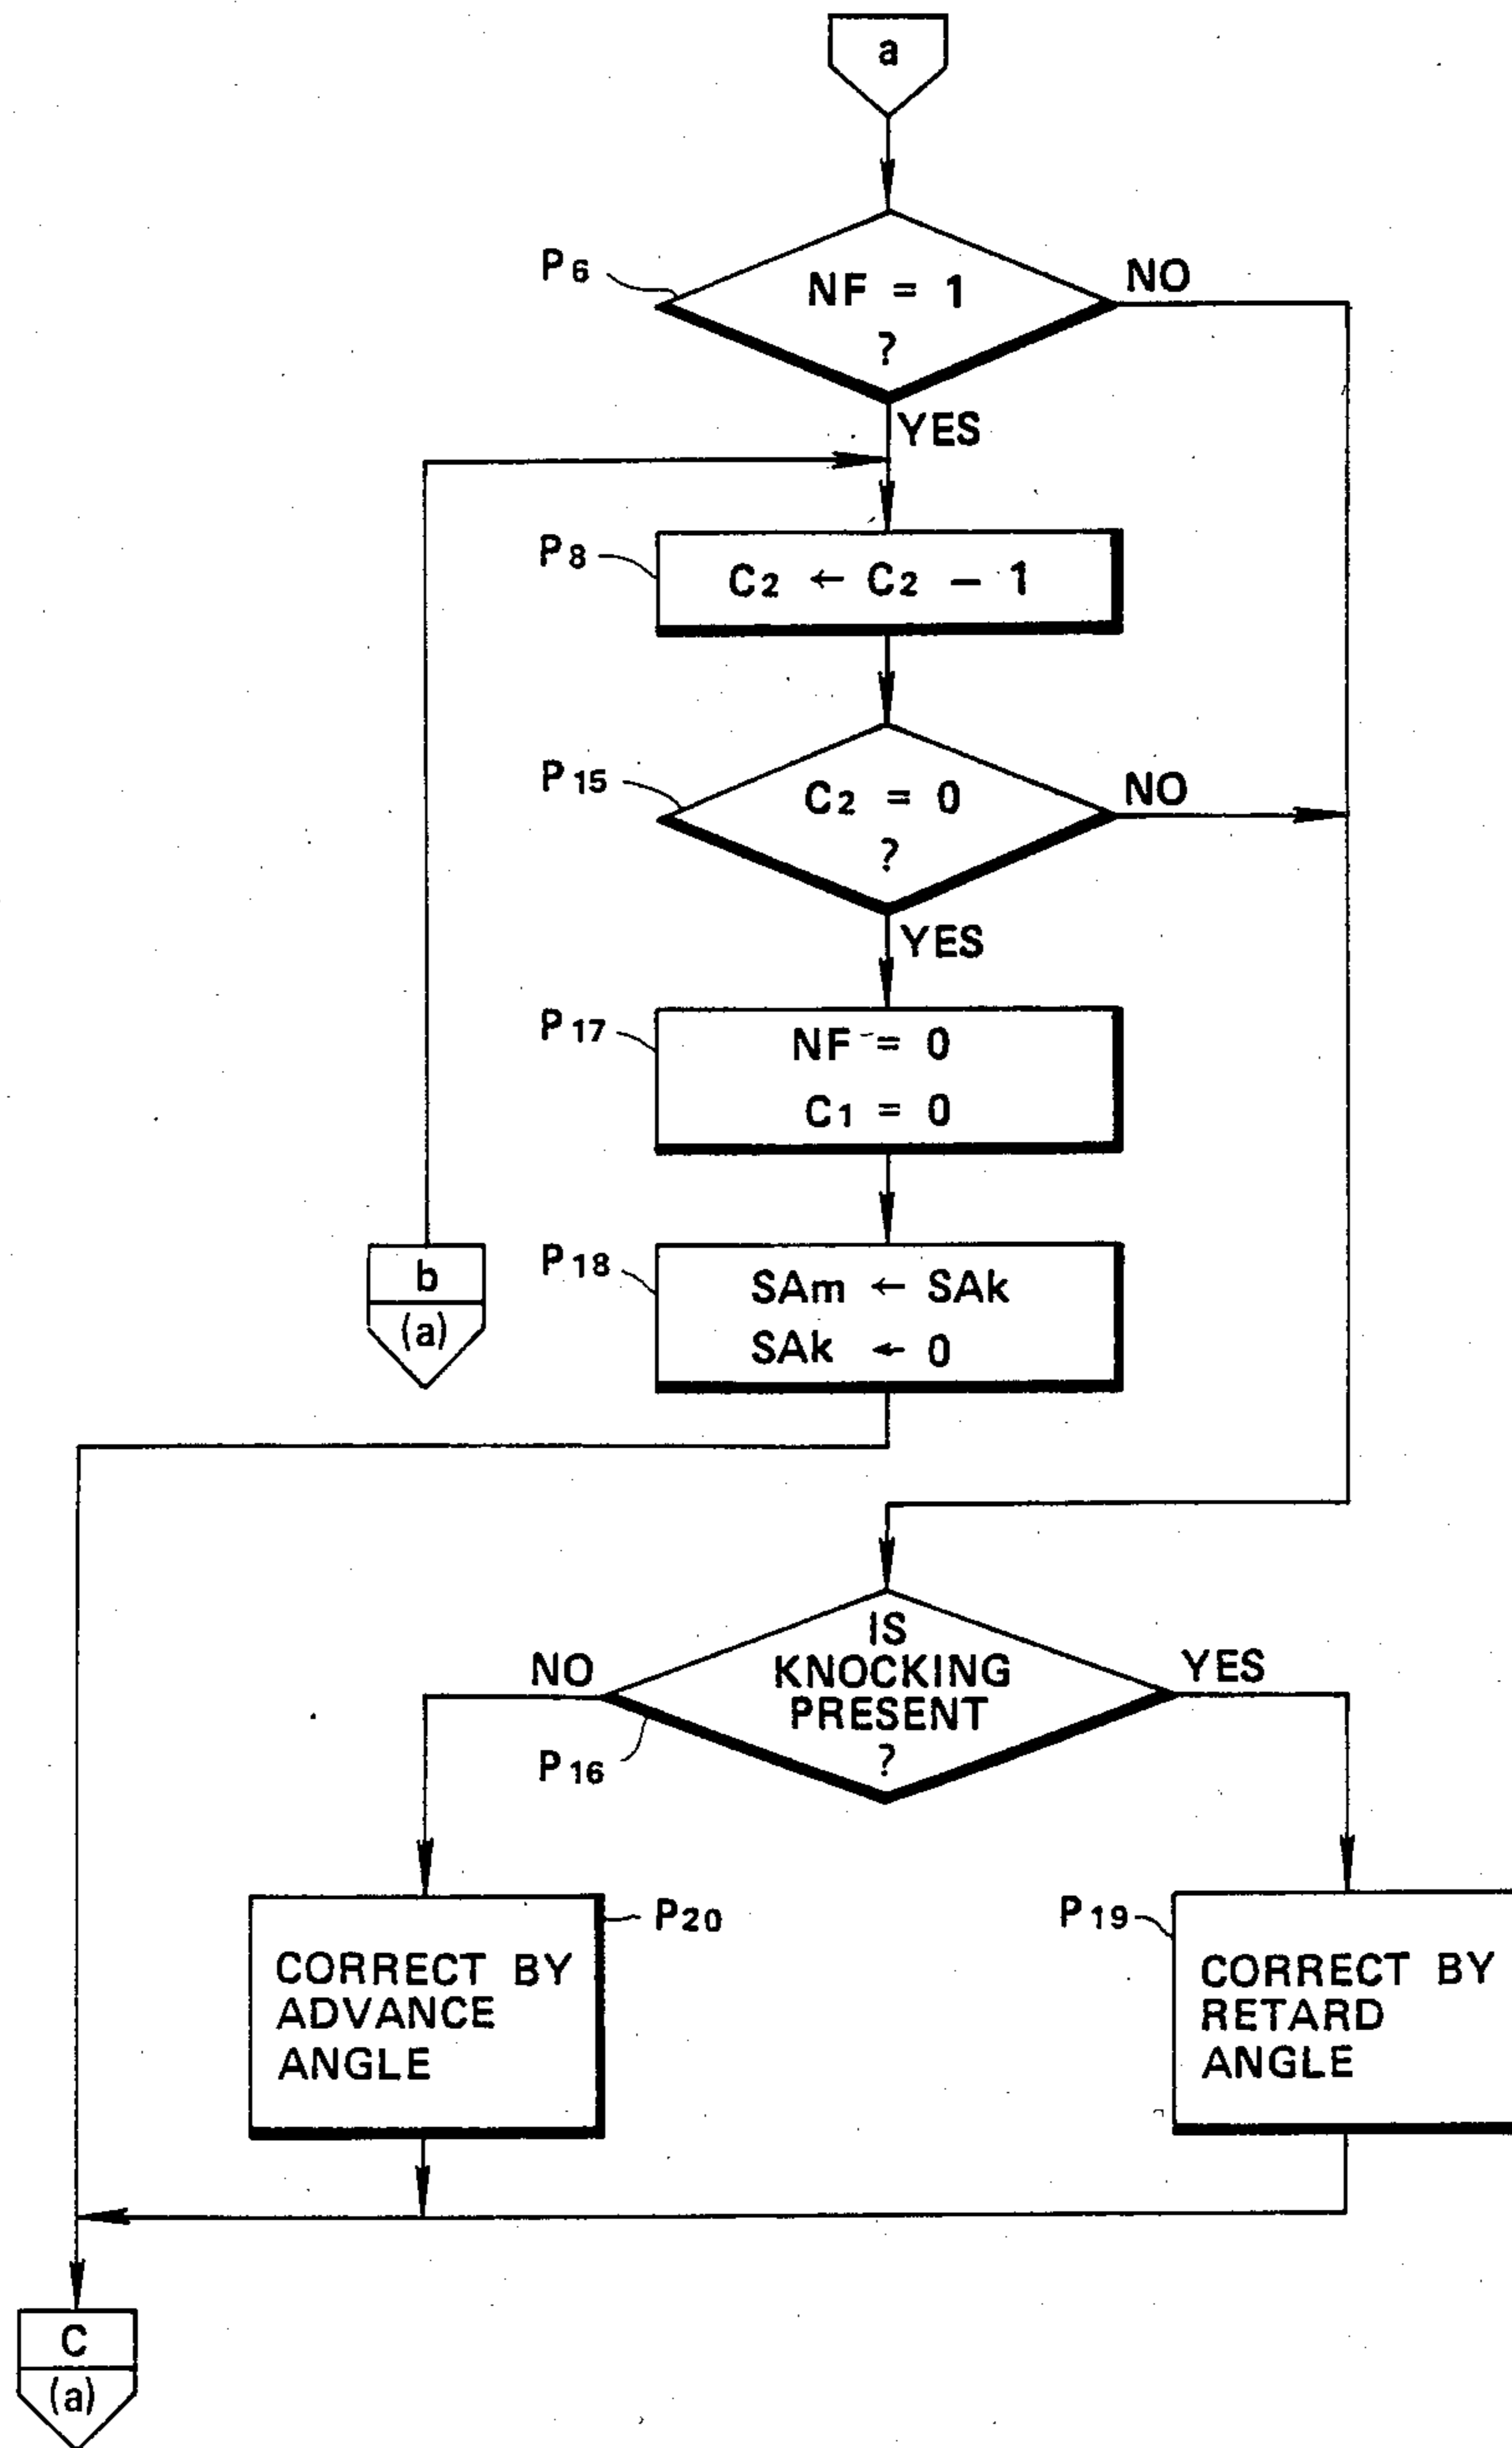 a
P6
NF = 1
?
NO
YES
P8
C2 ← C2 - 1
P15
C2 = 0
?
NO
YES
P17
NF = 0
C1 = 0
b
(a)
P18
SAm ← SAk
SAk ← 0
IS
KNOCKING
PRESENT
?
NO
YES
P16
P20
CORRECT BY
ADVANCE
ANGLE
P19
CORRECT BY
RETARD
ANGLE
C
(a)